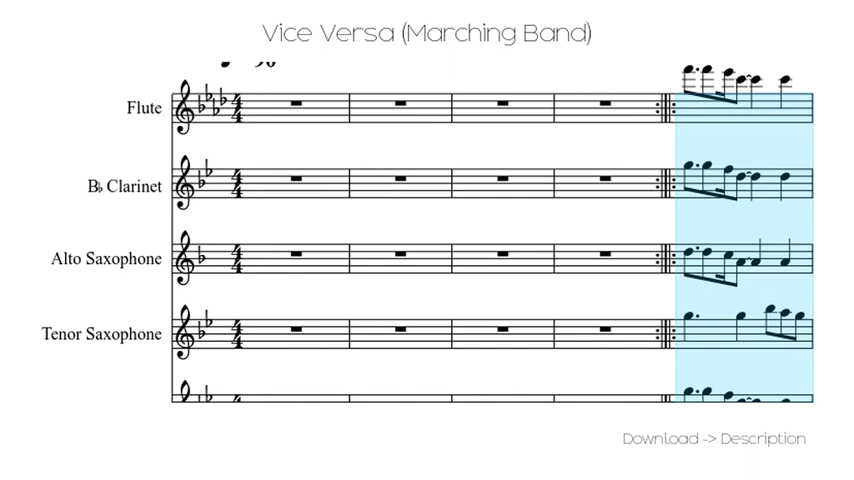 Vice Versa (Marching Band)
Flute
B♭ Clarinet
Alto Saxophone
Tenor Saxophone
Download -> Description